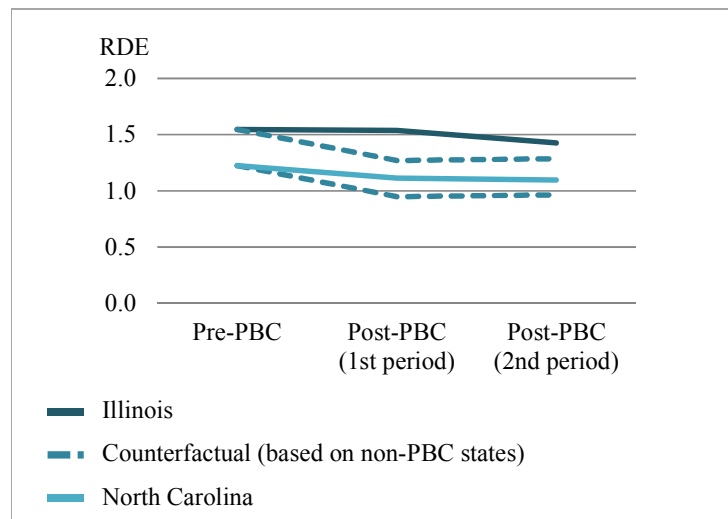 RDE
2.0
1.5
1.0
0.5
0.0
Pre-PBC
Post-PBC
(1st period)
Post-PBC
(2nd period)
Illinois
Counterfactual (based on non-PBC states)
North Carolina